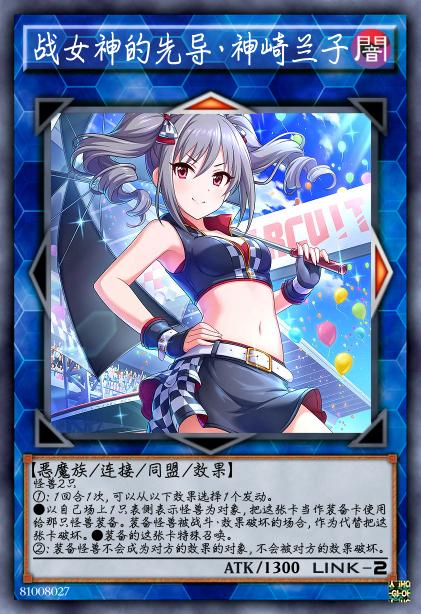 战女神的先导·神崎兰子
闇
RCUIT
【恶魔族/连接/同盟/效果】
怪兽2只
①:1回合1次,可以从以下效果选择1个发动。
●以自己场上1只表侧表示怪兽为对象,把这张卡当作装备卡使用
给那只怪兽装备。装备怪兽被战斗·效果破坏的场合,作为代替把这
张卡破坏。●装备的这张卡特殊召唤。
②:装备怪兽不会成为对方的效果的对象,不会被对方的效果破坏。
ATK/1300 LINK-2
81008027